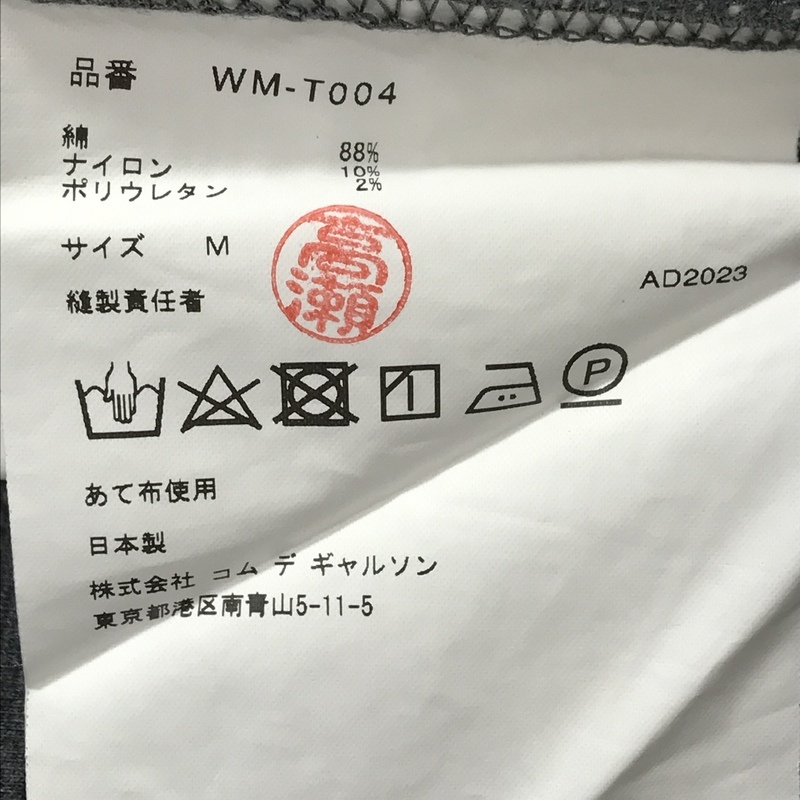 品番 WM-T004
綿 88%
ナイロン 10%
ポリウレタン 2%
サイズ M
高瀬
縫製責任者
AD2023
P
あて布使用
日本製
株式会社 コム デ ギャルソン
東京都港区南青山5-11-5